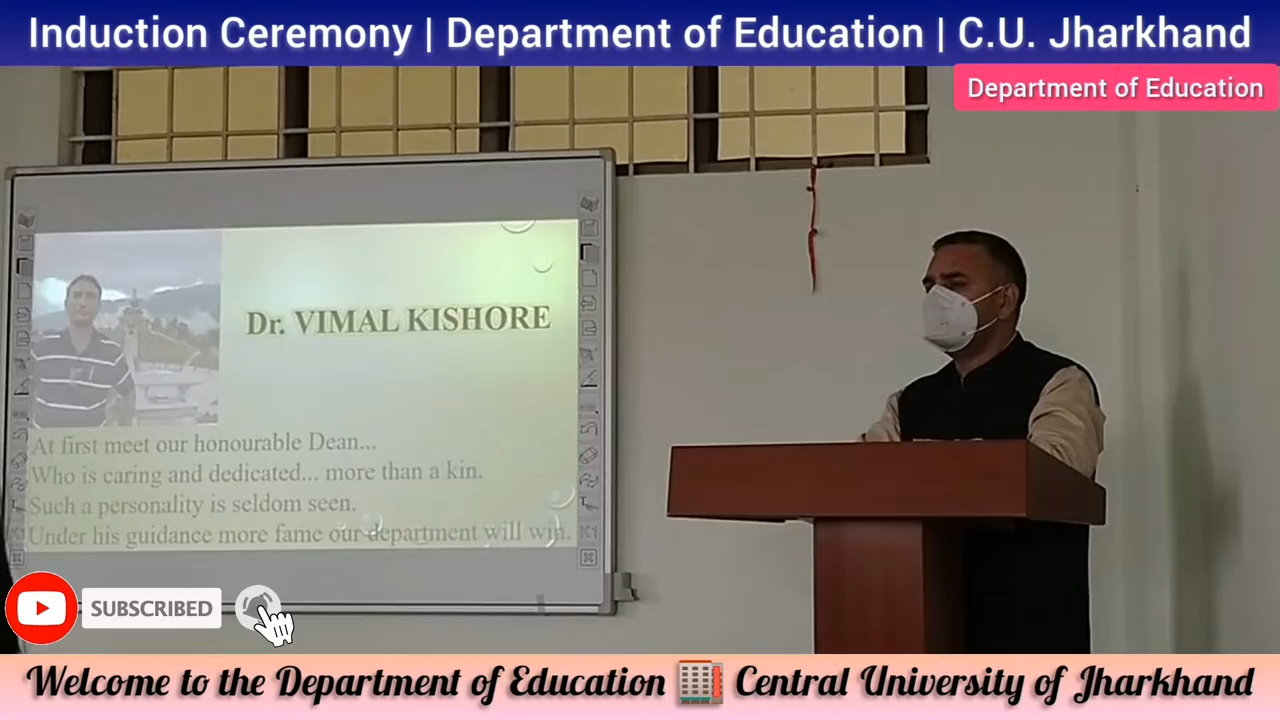 Induction Ceremony | Department of Education | C.U. Jharkhand
Department of Education
Dr. VIMAL KISHORE
At first meet our honourable Dean...
Who is caring and dedicated... more than a kin.
Such a personality is seldom seen.
Under his guidance more fame our department will win.
SUBSCRIBED
Welcome to the Department of Education Central University of Jharkhand